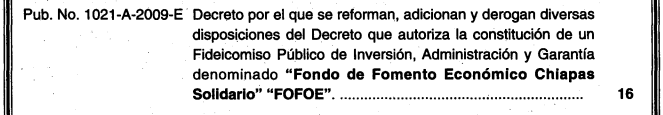 Pub. No. 1021-A-2009-E Decreto por el que se reforman, adicionan y derogan diversas
disposiciones del Decreto que autoriza la constitución de un
Fideicomiso Público de Inversión, Administración y Garantía
denominado “Fondo de Fomento Económico Chiapas
Solidario” “FOFOE”. ............................................................. 16